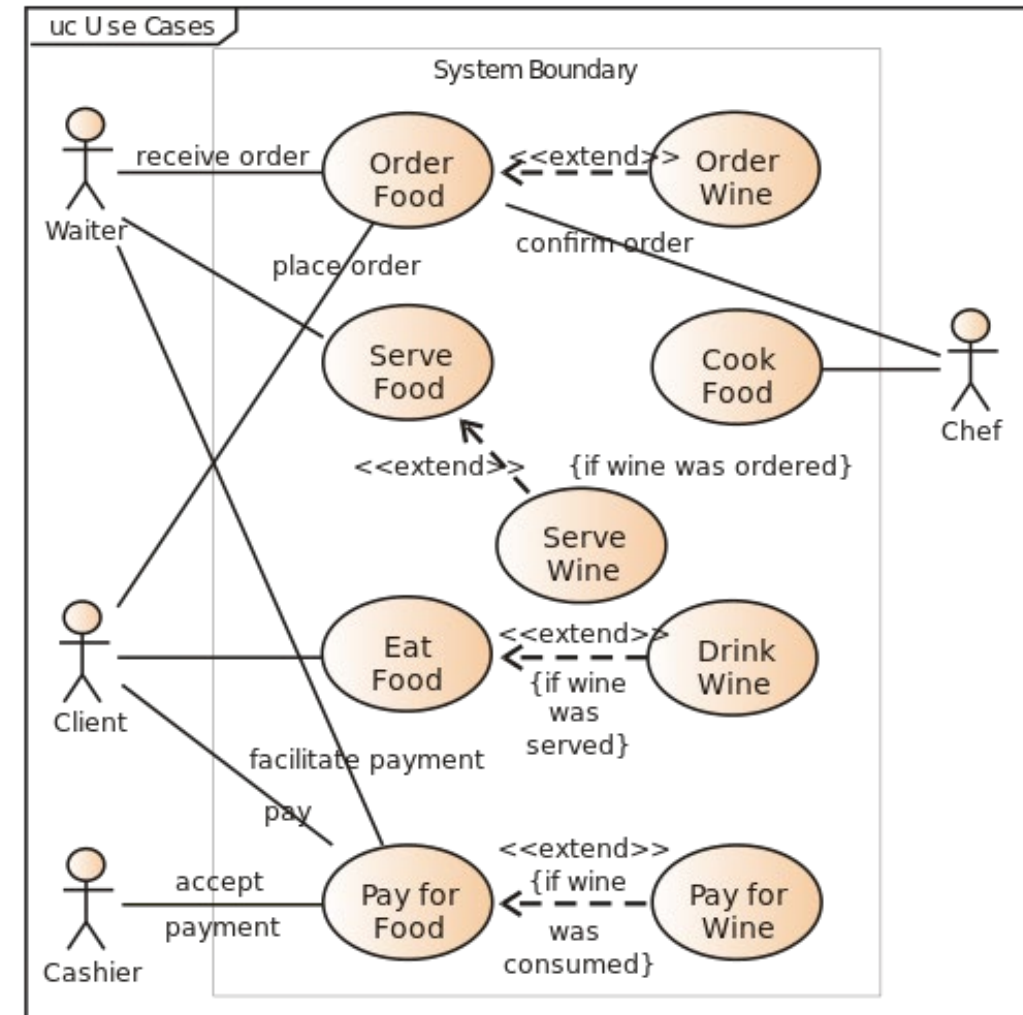 uc Use Cases
System Boundary
receive order
Order
Food
<<extend>>
Order
Wine
Waiter
confirm order
place order
Serve
Food
Cook
Food
Chef
<<extend>>
{if wine was ordered}
Serve
Wine
Eat
Food
<<extend>>
{if wine
was
served}
Drink
Wine
Client
facilitate payment
pay
accept
payment
Pay for
Food
<<extend>>
{if wine
was
consumed}
Pay for
Wine
Cashier